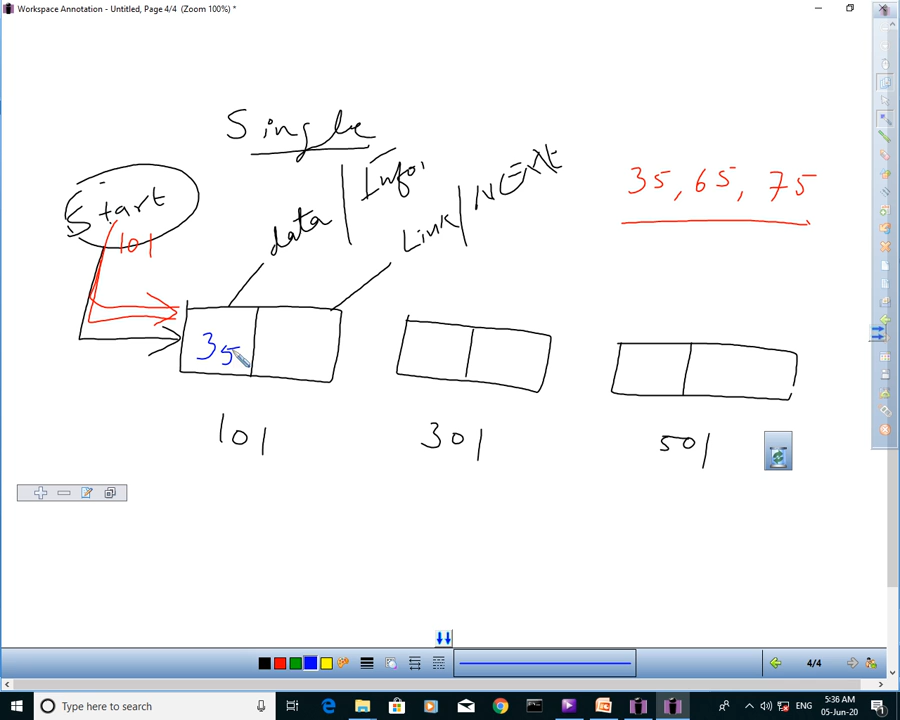 Workspace Annotation - Untitled, Page 4/4 (Zoom 100%) *
Single
Start
101
data / Info.
Link / NEXT
35, 65, 75
35
101
301
501
4/4
Type here to search
ENG
5:36 AM
05-Jun-20
1